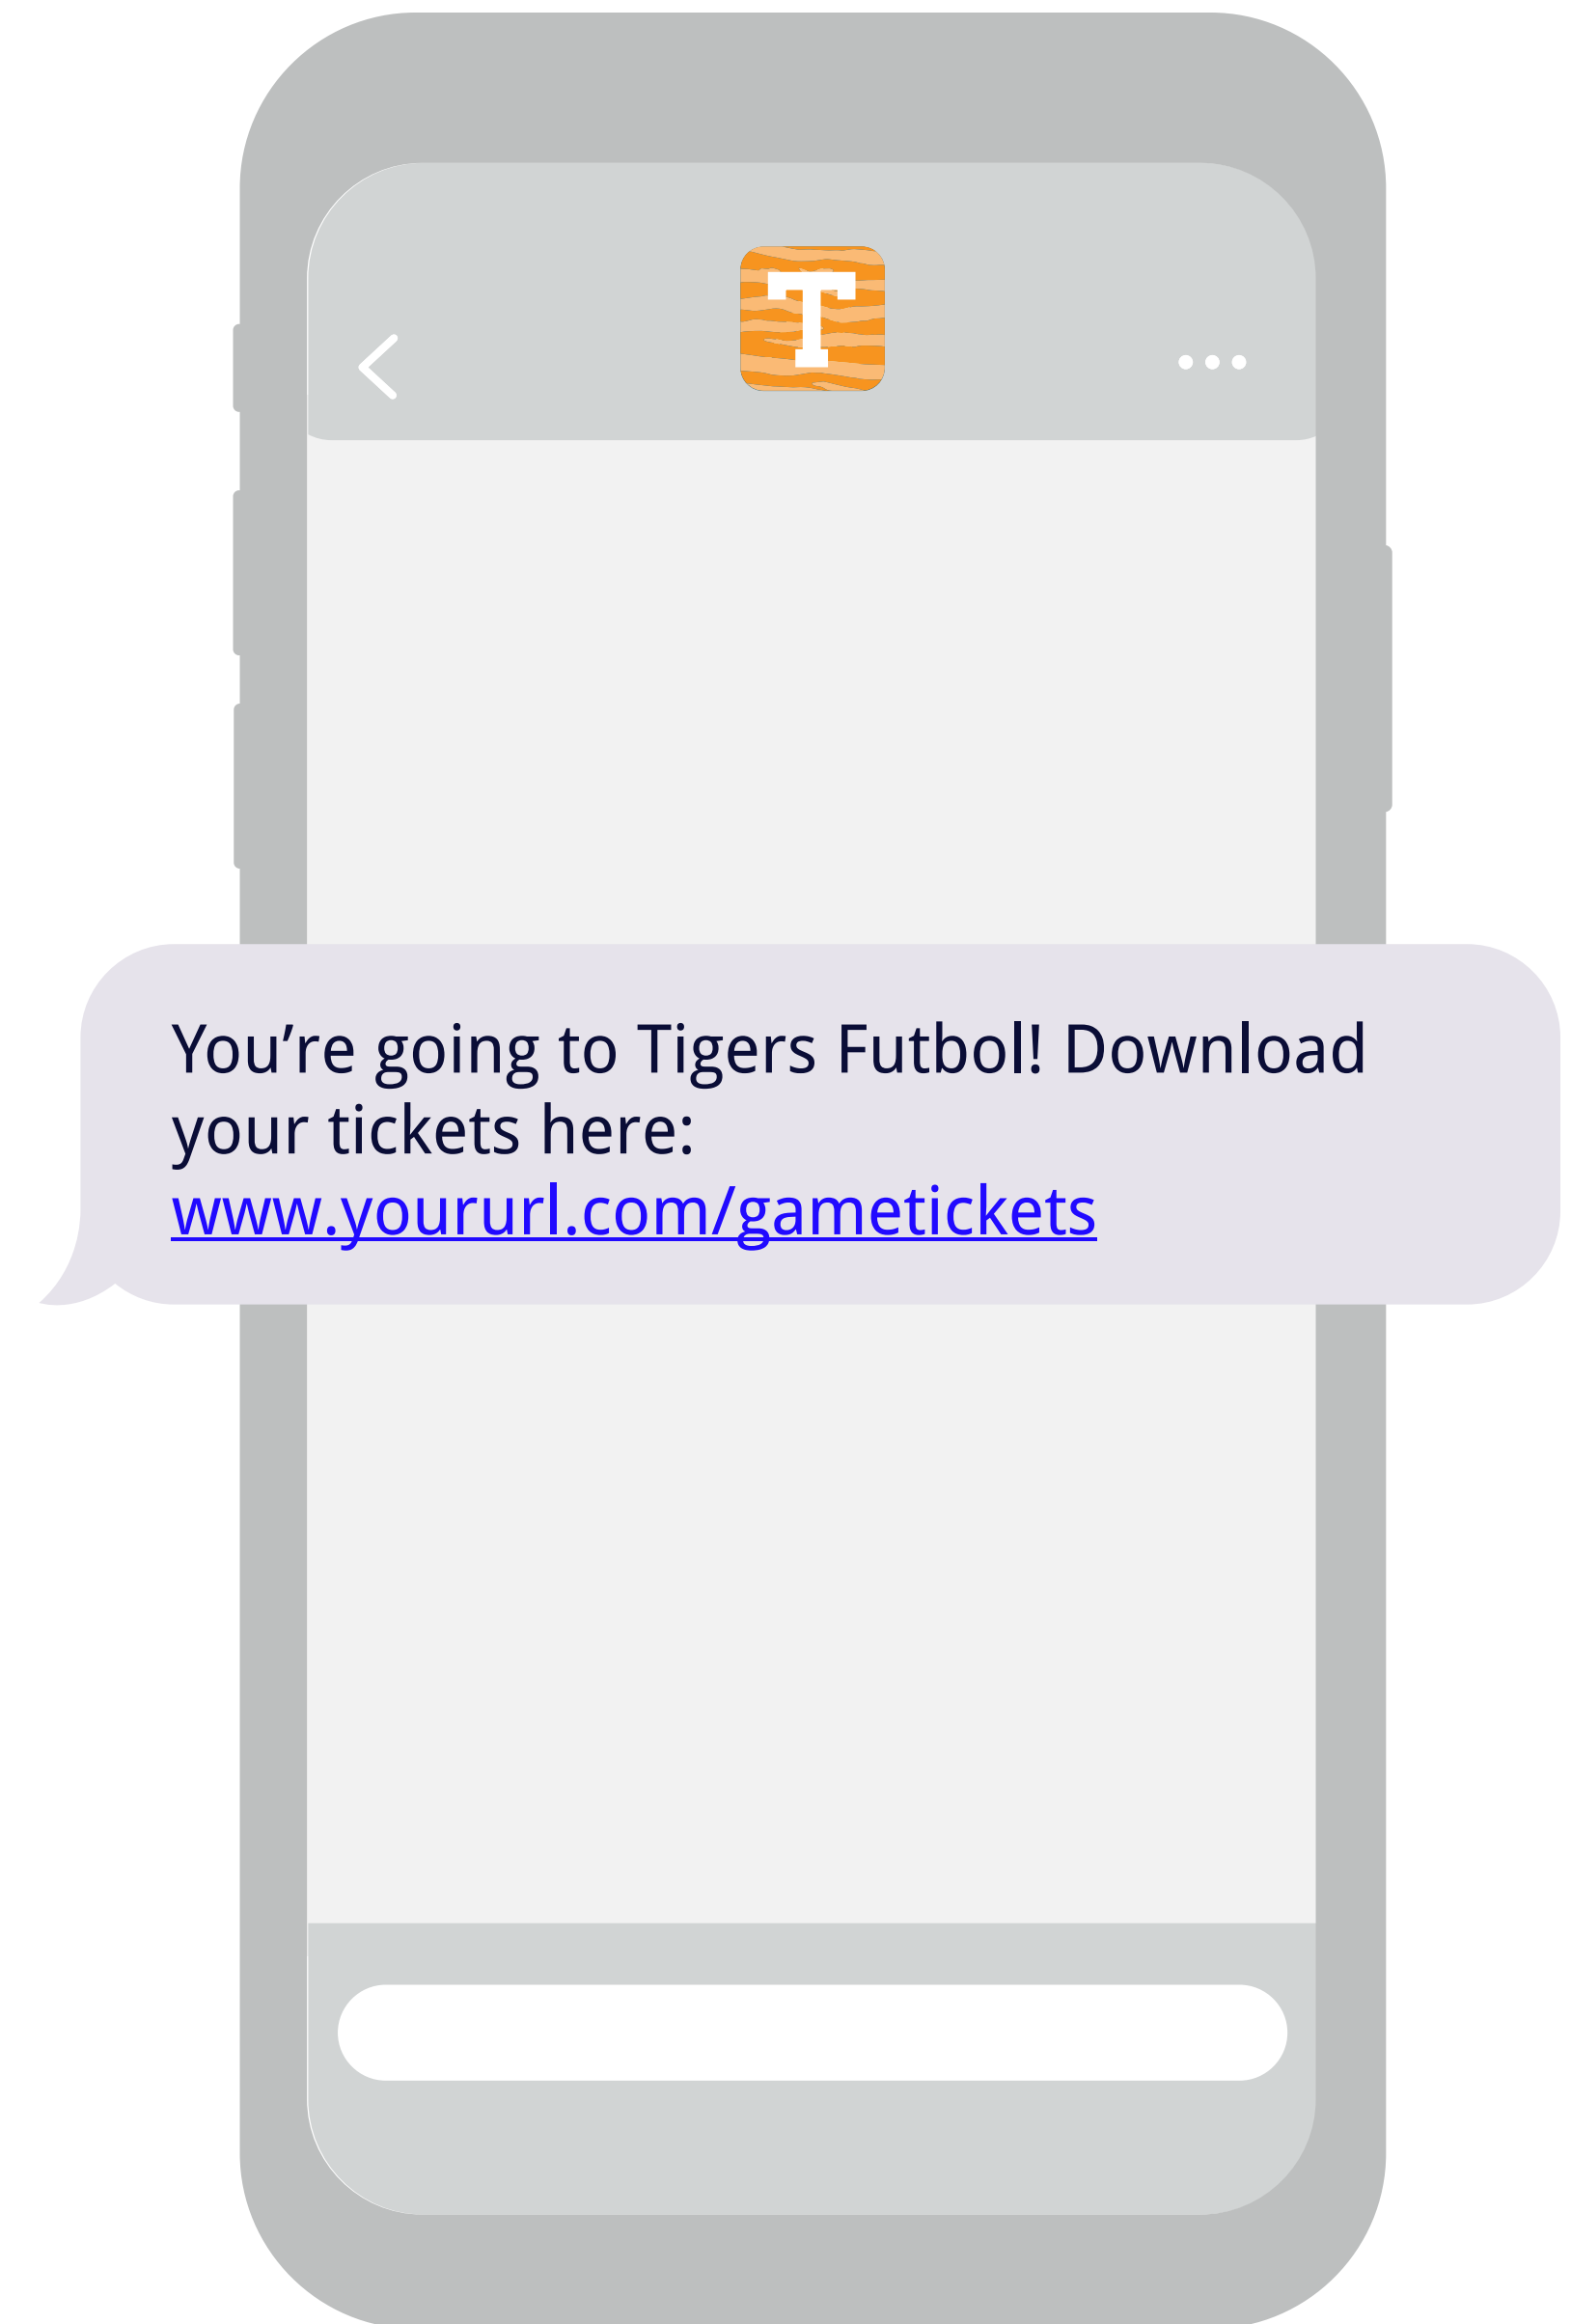 T
You’re going to Tigers Futbol! Download
your tickets here:
www.yoururl.com/gametickets